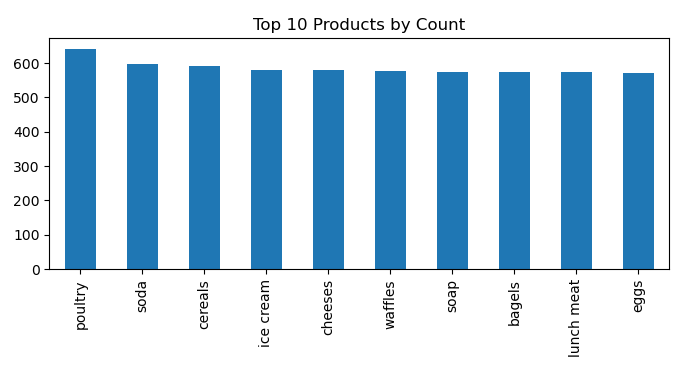 Top 10 Products by Count
600
500
400
300
200
100
0
poultry
soda
cereals
ice cream
cheeses
waffles
soap
bagels
lunch meat
eggs